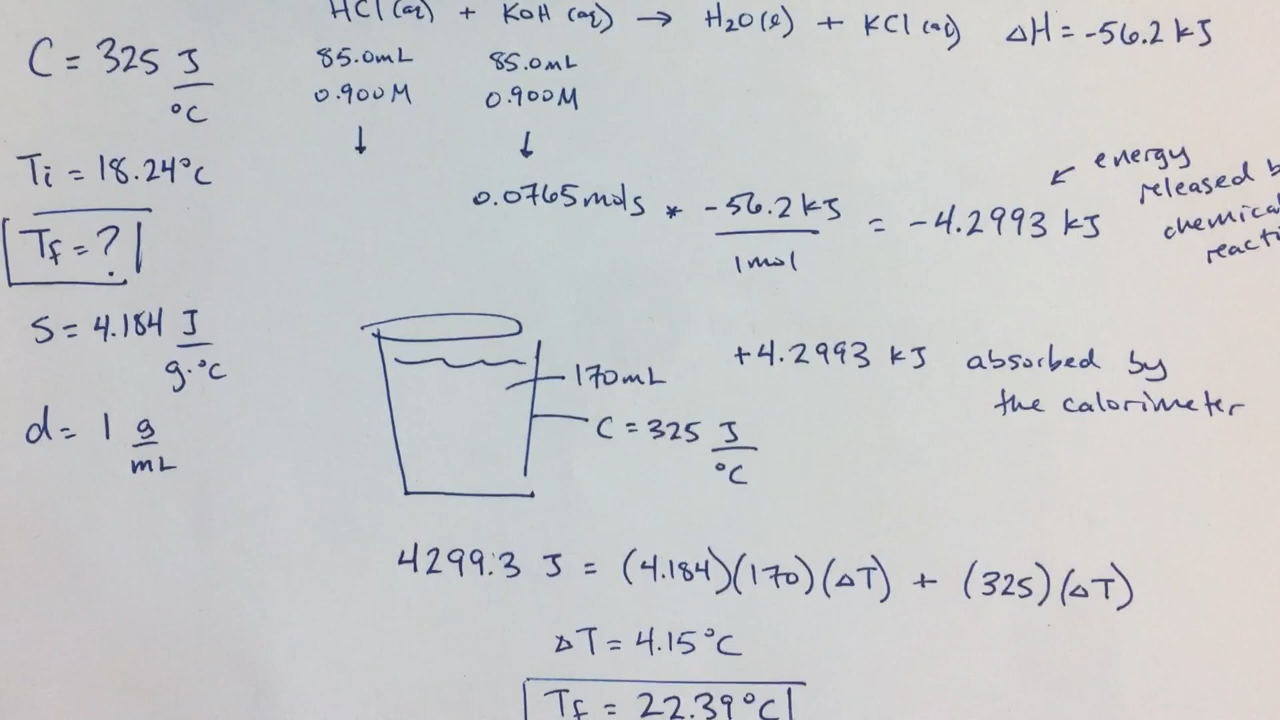 HCl (aq) + KOH (aq) → H2O(l) + KCl (aq) ΔH = -56.2 kJ
C = 325 J/°C
85.0mL 85.0mL
0.900M 0.900M
↓ ↓
Ti = 18.24°C
Tf = ?
0.0765 mols * -56.2 kJ/1 mol = -4.2993 kJ
← energy
released
chemical
S = 4.184 J/g·°C
d = 1 g/mL
170mL
C = 325 J/°C
+4.2993 kJ absorbed by
the calorimeter
4299.3 J = (4.184)(170)(ΔT) + (325)(ΔT)
ΔT = 4.15°C
Tf = 22.39°C